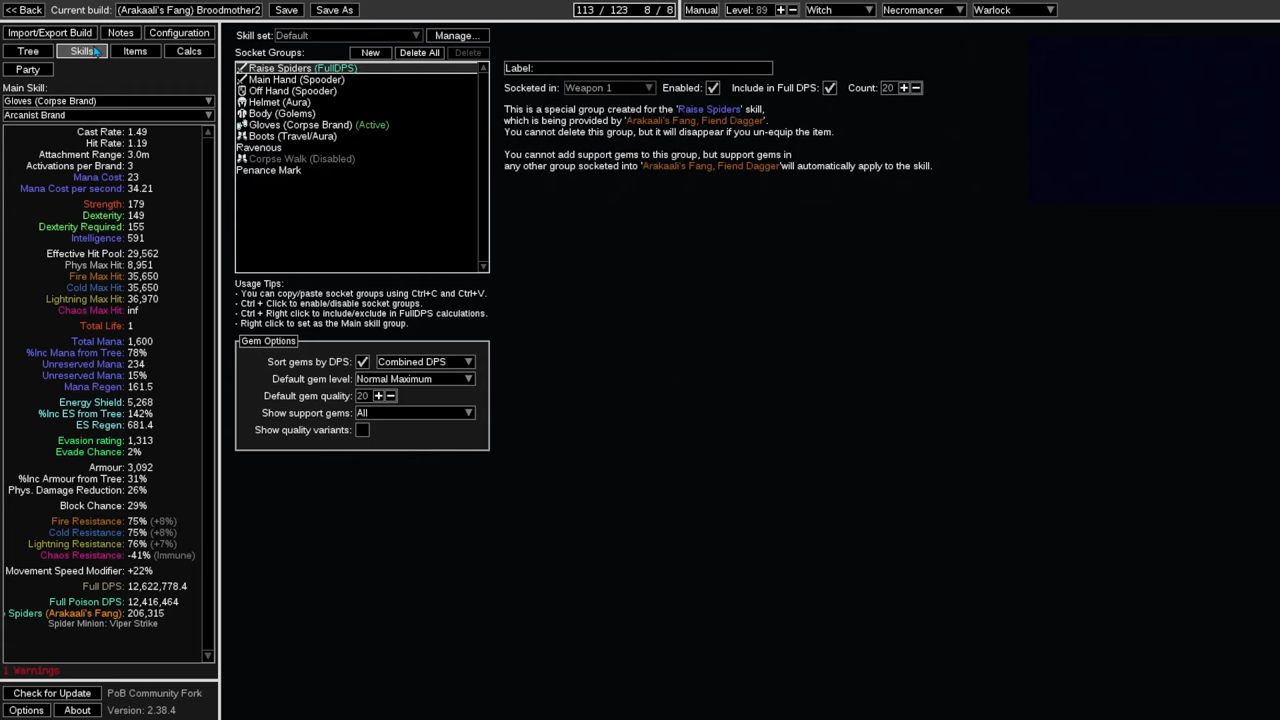 << Back Current build: (Arakaali's Fang) Broodmother2 Save Save As 113 / 123 8 / 8 Manual Level: 89 Witch Necromancer Warlock
Import/Export Build Notes Configuration
Tree Skills Items Calcs
Party
Main Skill:
Gloves (Corpse Brand)
Arcanist Brand
Cast Rate: 1.49
Hit Rate: 1.19
Attachment Range: 3.0m
Activations per Brand: 3
Mana Cost: 23
Mana Cost per second: 34.21
Strength: 179
Dexterity: 149
Dexterity Required: 155
Intelligence: 591
Effective Hit Pool: 29,562
Phys Max Hit: 8,951
Fire Max Hit: 35,650
Cold Max Hit: 35,650
Lightning Max Hit: 36,970
Chaos Max Hit: inf
Total Life: 1
Total Mana: 1,600
%Inc Mana from Tree: 78%
Unreserved Mana: 234
Unreserved Mana: 15%
Mana Regen: 161.5
Energy Shield: 5,268
%Inc ES from Tree: 142%
ES Regen: 681.4
Evasion rating: 1,313
Evade Chance: 2%
Armour: 3,092
%Inc Armour from Tree: 31%
Phys. Damage Reduction: 26%
Block Chance: 29%
Fire Resistance: 75% (+8%)
Cold Resistance: 75% (+8%)
Lightning Resistance: 76% (+7%)
Chaos Resistance: -41% (Immune)
Movement Speed Modifier: +22%
Full DPS: 12,622,778.4
Full Poison DPS: 12,416,464
Spiders (Arakaali's Fang): 206,315
Spider Minion: Viper Strike
1 Warnings
Check for Update PoB Community Fork
Options About Version: 2.38.4
Skill set: Default Manage...
Socket Groups: New Delete All Delete
Raise Spiders (FullDPS)
Main Hand (Spooder)
Off Hand (Spooder)
Helmet (Aura)
Body (Golems)
Gloves (Corpse Brand) (Active)
Boots (Travel/Aura)
Ravenous
Corpse Walk (Disabled)
Penance Mark
Usage Tips:
- You can copy/paste socket groups using Ctrl+C and Ctrl+V.
- Ctrl + Click to enable/disable socket groups.
- Ctrl + Right click to include/exclude in FullDPS calculations.
- Right click to set as the Main skill group.
Gem Options
Sort gems by DPS: Combined DPS
Default gem level: Normal Maximum
Default gem quality: 20
Show support gems: All
Show quality variants:
Label:
Socketed in: Weapon 1 Enabled: Include in Full DPS: Count: 20
This is a special group created for the 'Raise Spiders' skill,
which is being provided by 'Arakaali's Fang, Fiend Dagger'.
You cannot delete this group, but it will disappear if you un-equip the item.
You cannot add support gems to this group, but support gems in
any other group socketed into 'Arakaali's Fang, Fiend Dagger'will automatically apply to the skill.